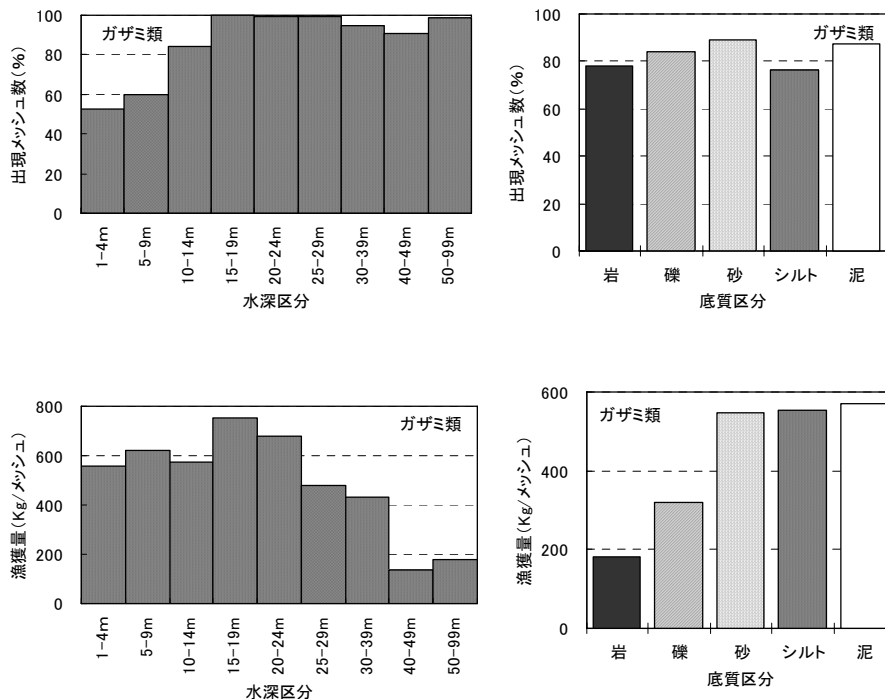 出現メッシュ数(%)
100
80
60
40
20
0
ガザミ類
1-4m
5-9m
10-14m
15-19m
20-24m
25-29m
30-39m
40-49m
50-99m
水深区分
出現メッシュ数(%)
100
80
60
40
20
0
ガザミ類
岩
礫
砂
シルト
泥
底質区分
漁獲量(Kg/メッシュ)
800
600
400
200
0
ガザミ類
1-4m
5-9m
10-14m
15-19m
20-24m
25-29m
30-39m
40-49m
50-99m
水深区分
漁獲量(Kg/メッシュ)
600
400
200
0
ガザミ類
岩
礫
砂
シルト
泥
底質区分